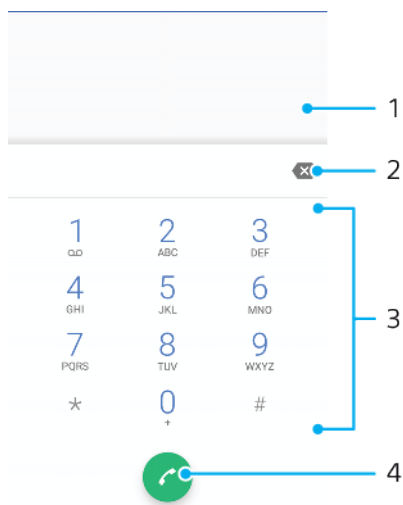 1
2
1 2 3
ABC DEF
4 5 6
GHI JKL MNO
3
7 8 9
PQRS TUV WXYZ
* 0 #
+
4